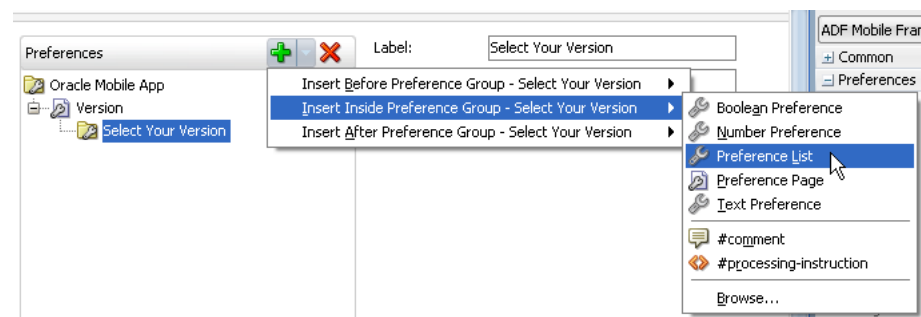 ADF Mobile Frar
Preferences
Label:
Select Your Version
Common
Oracle Mobile App
Insert Before Preference Group - Select Your Version
Preferences
Version
Insert Inside Preference Group - Select Your Version
Boolean Preference
Select Your Version
Insert After Preference Group - Select Your Version
Number Preference
Preference List
Preference Page
Text Preference
#comment
#processing-instruction
Browse...